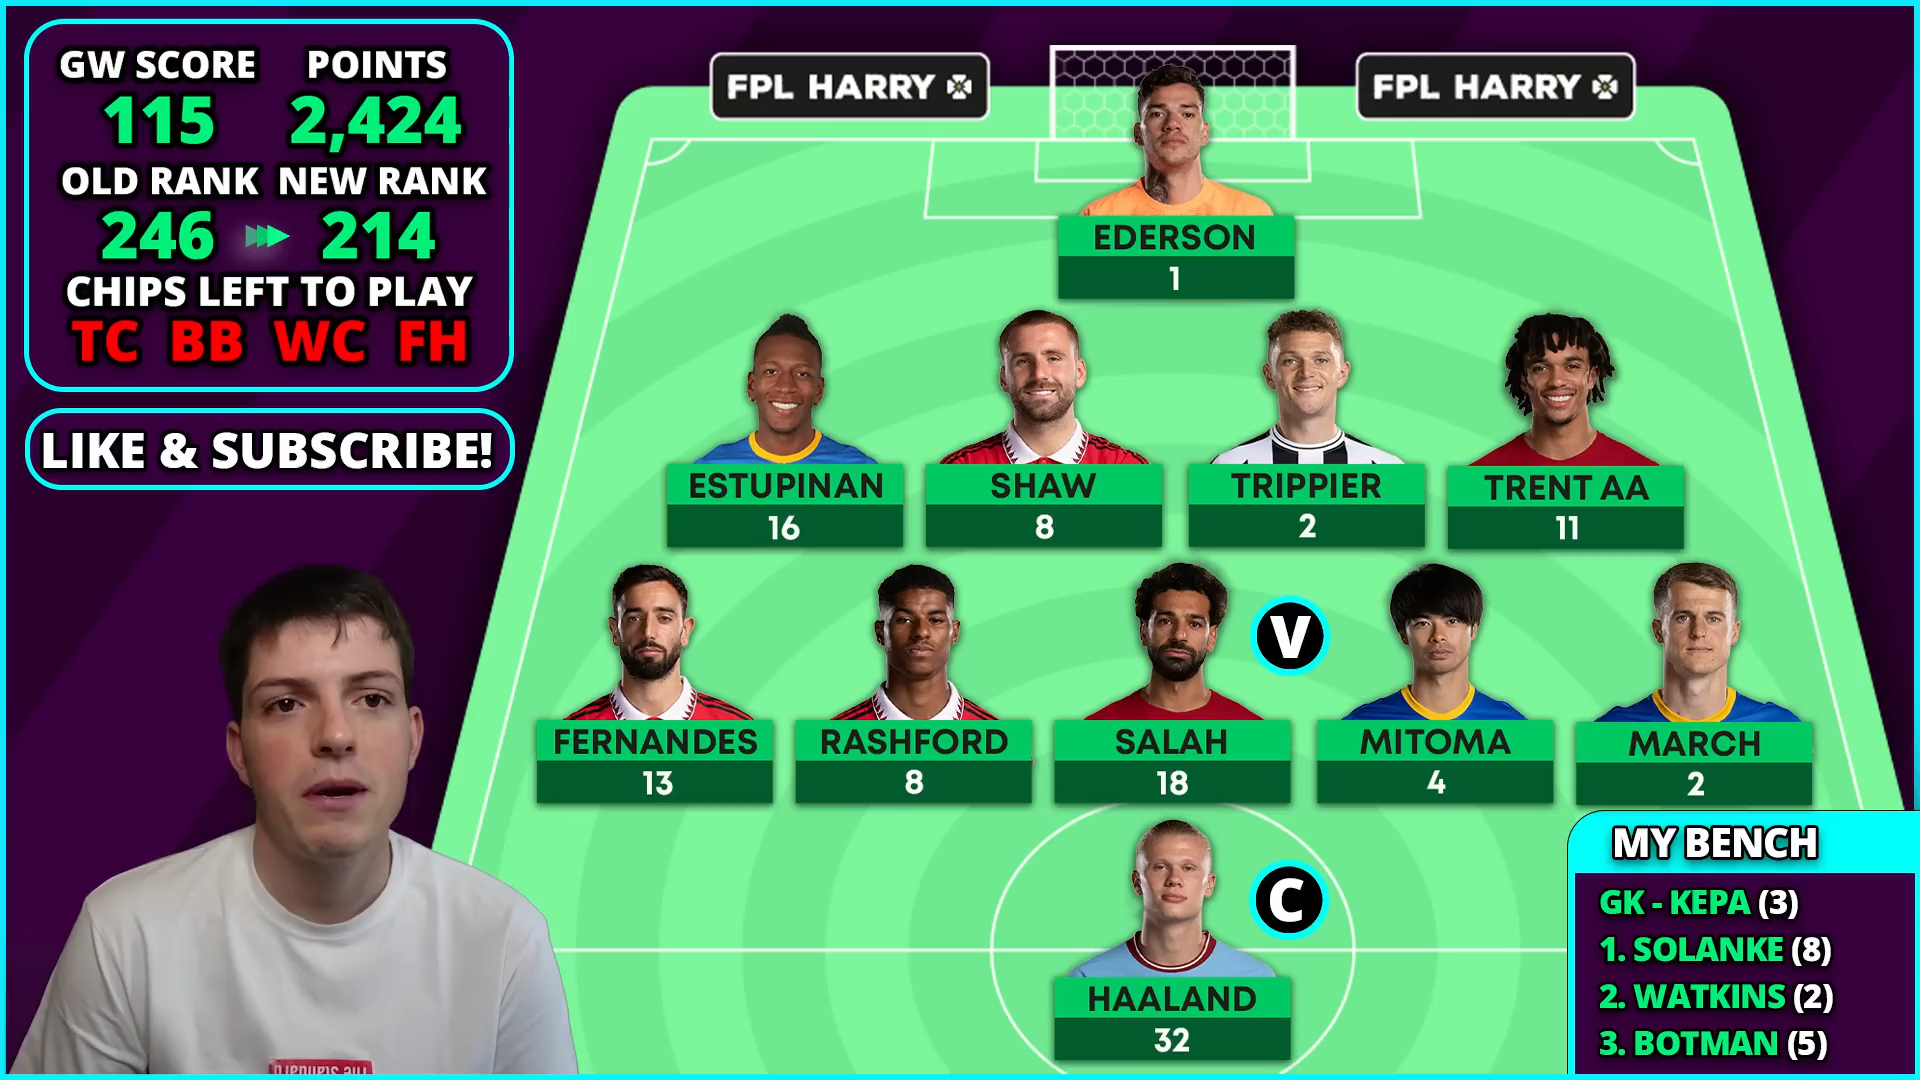 GW SCORE POINTS
115 2,424
OLD RANK NEW RANK
246 214
CHIPS LEFT TO PLAY
TC BB WC FH
LIKE & SUBSCRIBE!
FPL HARRY FPL HARRY
EDERSON
1
ESTUPINAN SHAW TRIPPIER TRENT AA
16 8 2 11
V
FERNANDES RASHFORD SALAH MITOMA MARCH
13 8 18 4 2
C
HAALAND
32
MY BENCH
GK - KEPA (3)
1. SOLANKE (8)
2. WATKINS (2)
3. BOTMAN (5)